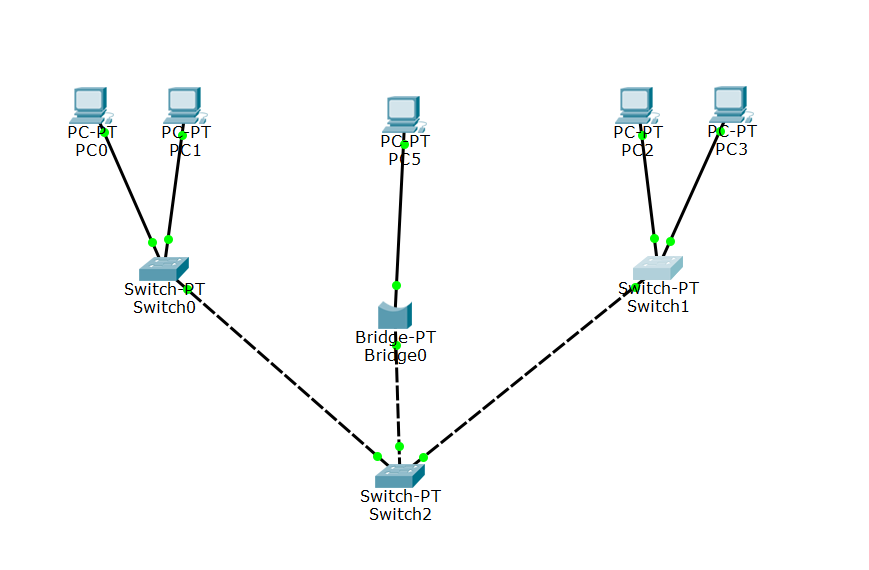 PC-PT
PC0
PC-PT
PC1
PC-PT
PC5
PC-PT
PC2
PC-PT
PC3
Switch-PT
Switch0
Bridge-PT
Bridge0
Switch-PT
Switch1
Switch-PT
Switch2